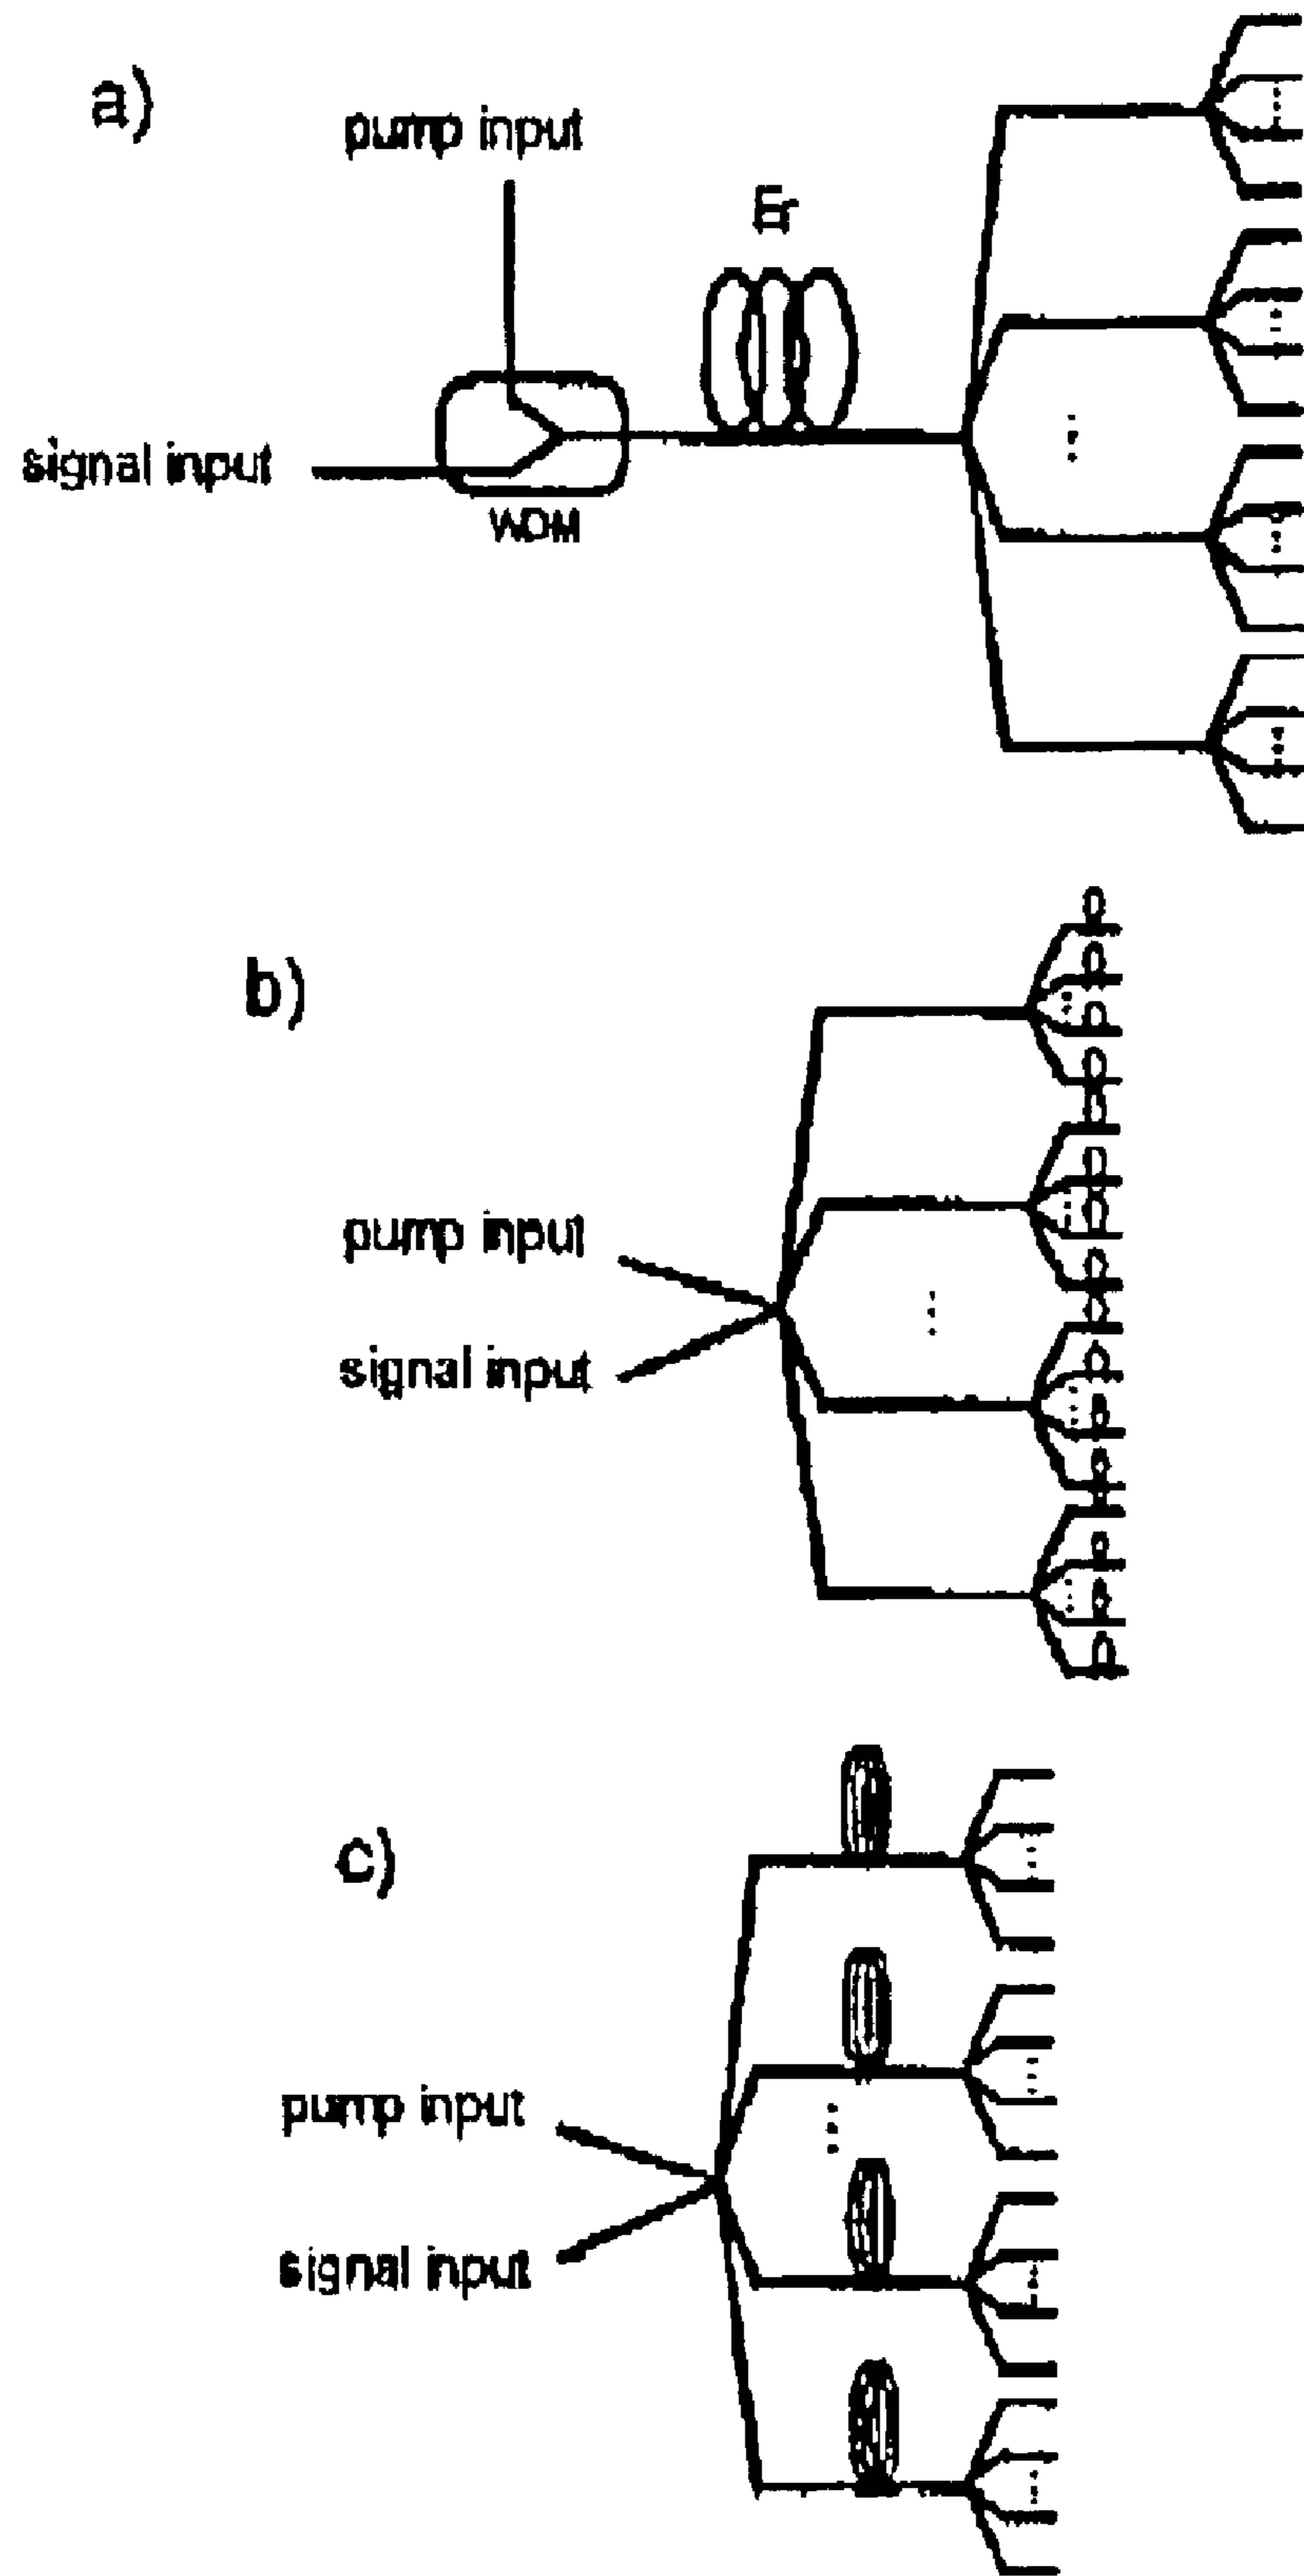 a)
pump input
Er
signal input
WDM
b)
pump input
signal input
c)
pump input
signal input